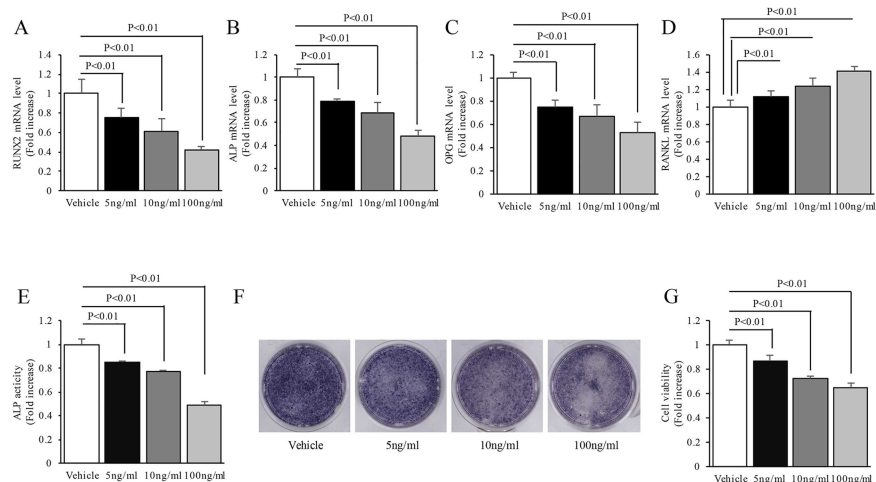 A
P<0.01
P<0.01
P<0.01
RUNX2 mRNA level
(Fold increase)
1.4
1.2
1
0.8
0.6
0.4
0.2
0
Vehicle 5ng/ml 10ng/ml 100ng/ml
B
P<0.01
P<0.01
P<0.01
ALP mRNA level
(Fold increase)
1.2
1
0.8
0.6
0.4
0.2
0
Vehicle 5ng/ml 10ng/ml 100ng/ml
C
P<0.01
P<0.01
P<0.01
OPG mRNA level
(Fold increase)
1.2
1
0.8
0.6
0.4
0.2
0
Vehicle 5ng/ml 10ng/ml 100ng/ml
D
P<0.01
P<0.01
P<0.01
RANKL mRNA level
(Fold increase)
1.6
1.4
1.2
1
0.8
0.6
0.4
0.2
0
Vehicle 5ng/ml 10ng/ml 100ng/ml
E
P<0.01
P<0.01
P<0.01
ALP acticity
(Fold increase)
1.2
1
0.8
0.6
0.4
0.2
0
Vehicle 5ng/ml 10ng/ml 100ng/ml
F
Vehicle 5ng/ml 10ng/ml 100ng/ml
G
P<0.01
P<0.01
P<0.01
Cell viability
(Fold increase)
1.2
1
0.8
0.6
0.4
0.2
0
Vehicle 5ng/ml 10ng/ml 100ng/ml